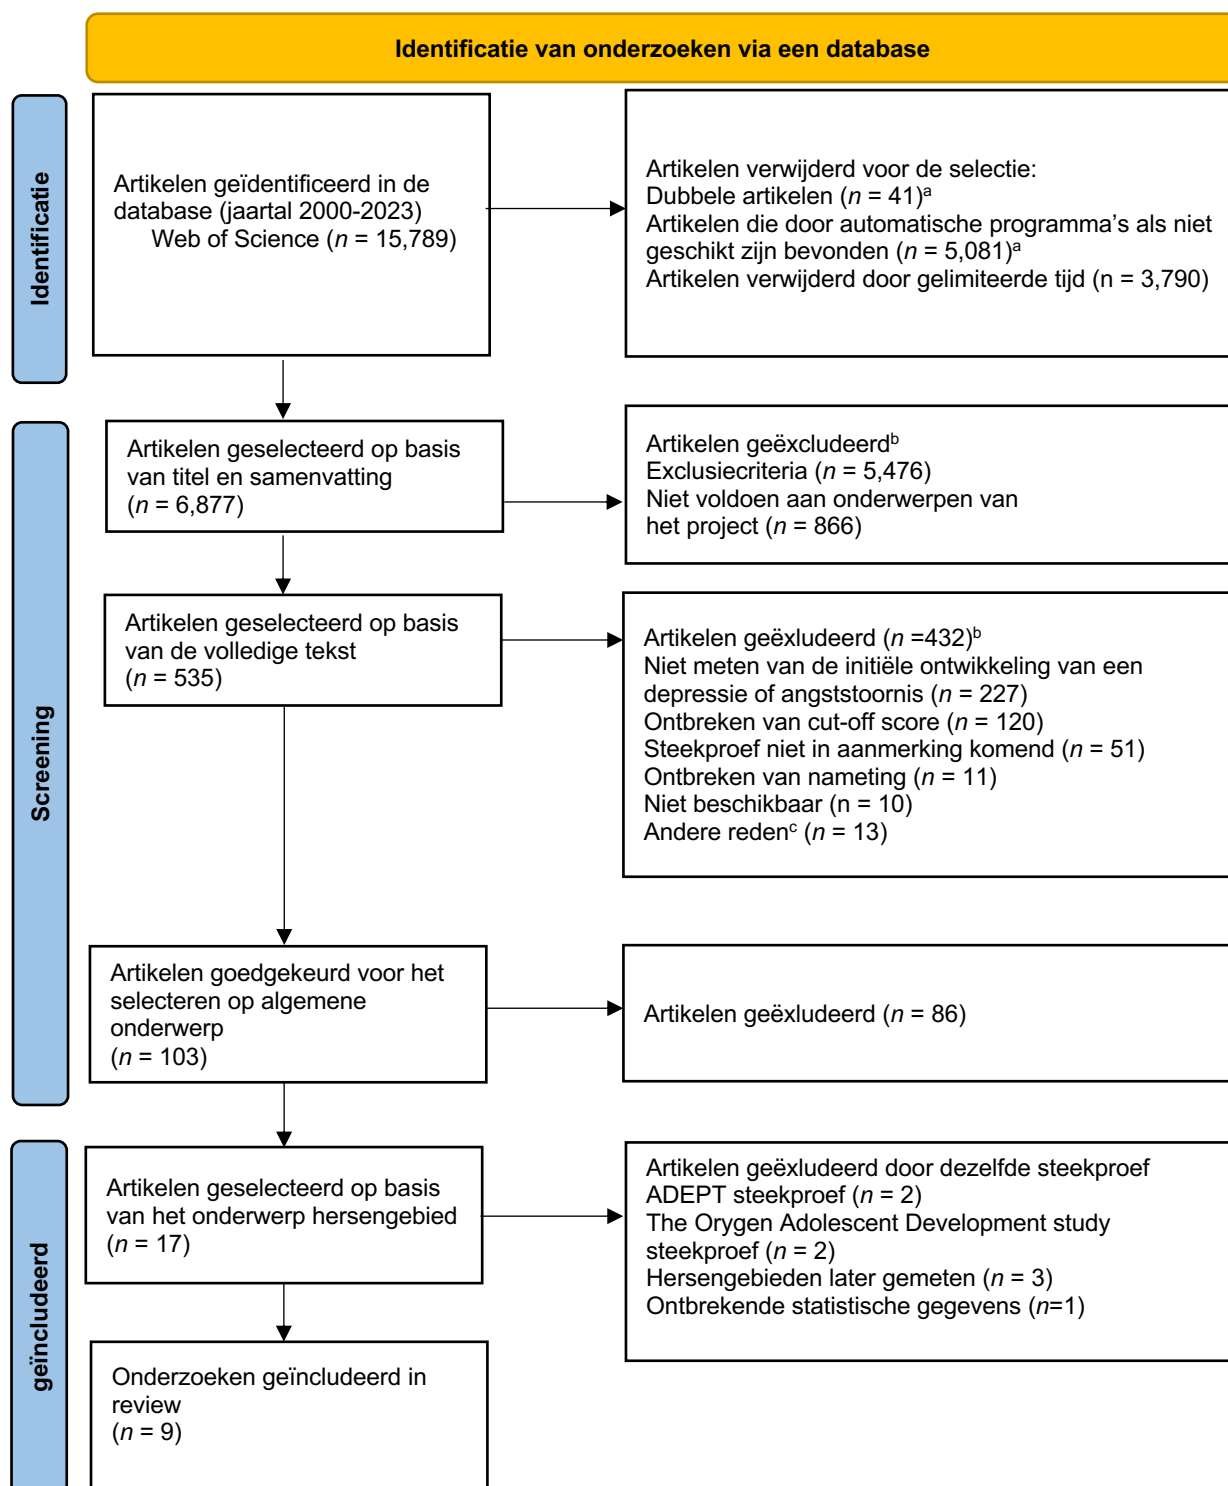 Identificatie van onderzoeken via een database
Identificatie
Artikelen geïdentificeerd in de
database (jaartal 2000-2023)
Web of Science (n = 15,789)
Artikelen verwijderd voor de selectie:
Dubbele artikelen (n = 41)ᵃ
Artikelen die door automatische programma’s als niet
geschikt zijn bevonden (n = 5,081)ᵃ
Artikelen verwijderd door gelimiteerde tijd (n = 3,790)
Screening
Artikelen geselecteerd op basis
van titel en samenvatting
(n = 6,877)
Artikelen geëxcludeerdᵇ
Exclusiecriteria (n = 5,476)
Niet voldoen aan onderwerpen van
het project (n = 866)
Artikelen geselecteerd op basis
van de volledige tekst
(n = 535)
Artikelen geëxludeerd (n =432)ᵇ
Niet meten van de initiële ontwikkeling van een
depressie of angststoornis (n = 227)
Ontbreken van cut-off score (n = 120)
Steekproef niet in aanmerking komend (n = 51)
Ontbreken van nameting (n = 11)
Niet beschikbaar (n = 10)
Andere redenᶜ (n = 13)
Artikelen goedgekeurd voor het
selecteren op algemene
onderwerp
(n = 103)
Artikelen geëxludeerd (n = 86)
geïncludeerd
Artikelen geselecteerd op basis
van het onderwerp hersengebied
(n = 17)
Artikelen geëxludeerd door dezelfde steekproef
ADEPT steekproef (n = 2)
The Orygen Adolescent Development study
steekproef (n = 2)
Hersengebieden later gemeten (n = 3)
Ontbrekende statistische gegevens (n=1)
Onderzoeken geïncludeerd in
review
(n = 9)